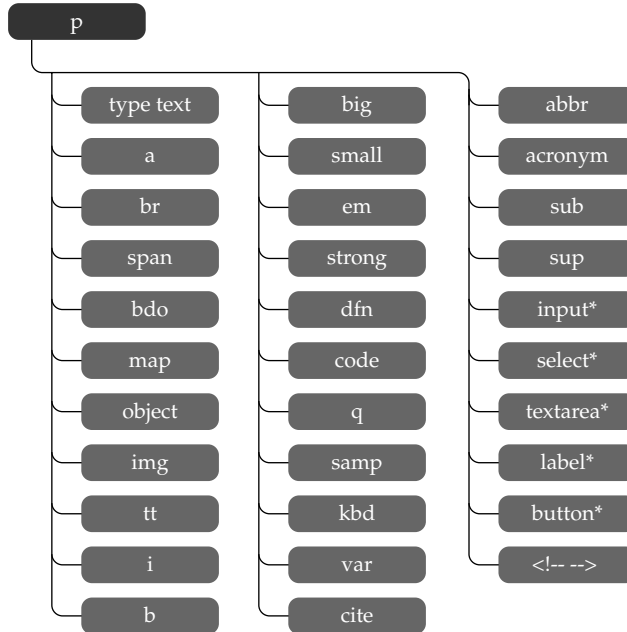 p
type text
a
br
span
bdo
map
object
img
tt
i
b
big
small
em
strong
dfn
code
q
samp
kbd
var
cite
abbr
acronym
sub
sup
input*
select*
textarea*
label*
button*
<!-- -->